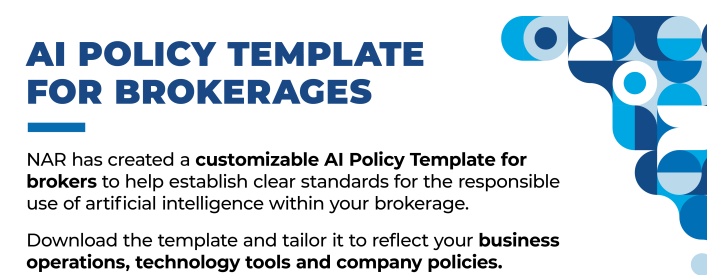 AI POLICY TEMPLATE
FOR BROKERAGES
NAR has created a customizable AI Policy Template for
brokers to help establish clear standards for the responsible
use of artificial intelligence within your brokerage.
Download the template and tailor it to reflect your business
operations, technology tools and company policies.